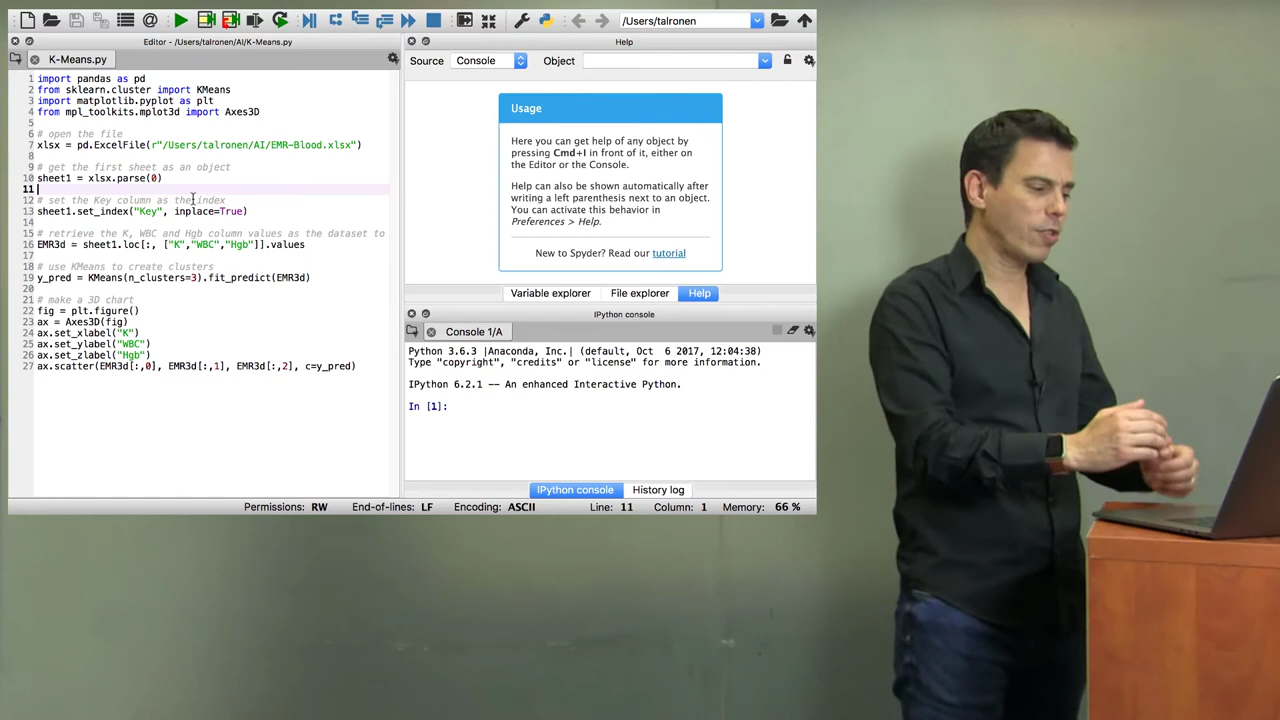 /Users/talronen
Editor - /Users/talronen/AI/K-Means.py
K-Means.py
1 import pandas as pd
2 from sklearn.cluster import KMeans
3 import matplotlib.pyplot as plt
4 from mpl_toolkits.mplot3d import Axes3D
5
6 # open the file
7 xlsx = pd.ExcelFile(r"/Users/talronen/AI/EMR-Blood.xlsx")
8
9 # get the first sheet as an object
10 sheet1 = xlsx.parse(0)
11
12 # set the Key column as the index
13 sheet1.set_index("Key", inplace=True)
14
15 # retrieve the K, WBC and Hgb column values as the dataset to
16 EMR3d = sheet1.loc[:, ["K","WBC","Hgb"]].values
17
18 # use KMeans to create clusters
19 y_pred = KMeans(n_clusters=3).fit_predict(EMR3d)
20
21 # make a 3D chart
22 fig = plt.figure()
23 ax = Axes3D(fig)
24 ax.set_xlabel("K")
25 ax.set_ylabel("WBC")
26 ax.set_zlabel("Hgb")
27 ax.scatter(EMR3d[:,0], EMR3d[:,1], EMR3d[:,2], c=y_pred)
Help
Source Console Object
Usage
Here you can get help of any object by
pressing Cmd+I in front of it, either on
the Editor or the Console.
Help can also be shown automatically after
writing a left parenthesis next to an object.
You can activate this behavior in
Preferences > Help.
New to Spyder? Read our tutorial
Variable explorer File explorer Help
IPython console
Console 1/A
Python 3.6.3 |Anaconda, Inc.| (default, Oct 6 2017, 12:04:38)
Type "copyright", "credits" or "license" for more information.
IPython 6.2.1 -- An enhanced Interactive Python.
In [1]:
IPython console History log
Permissions: RW End-of-lines: LF Encoding: ASCII Line: 11 Column: 1 Memory: 66 %